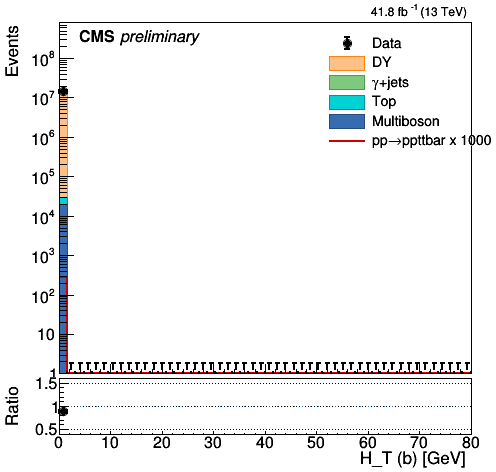 41.8 fb⁻¹ (13 TeV)
CMS preliminary
Events
Data
DY
γ+jets
Top
Multiboson
pp→ppttbar x 1000
10⁸
10⁷
10⁶
10⁵
10⁴
10³
10²
10
1
Ratio
1.5
1
0.5
0 10 20 30 40 50 60 70 80
H_T (b) [GeV]